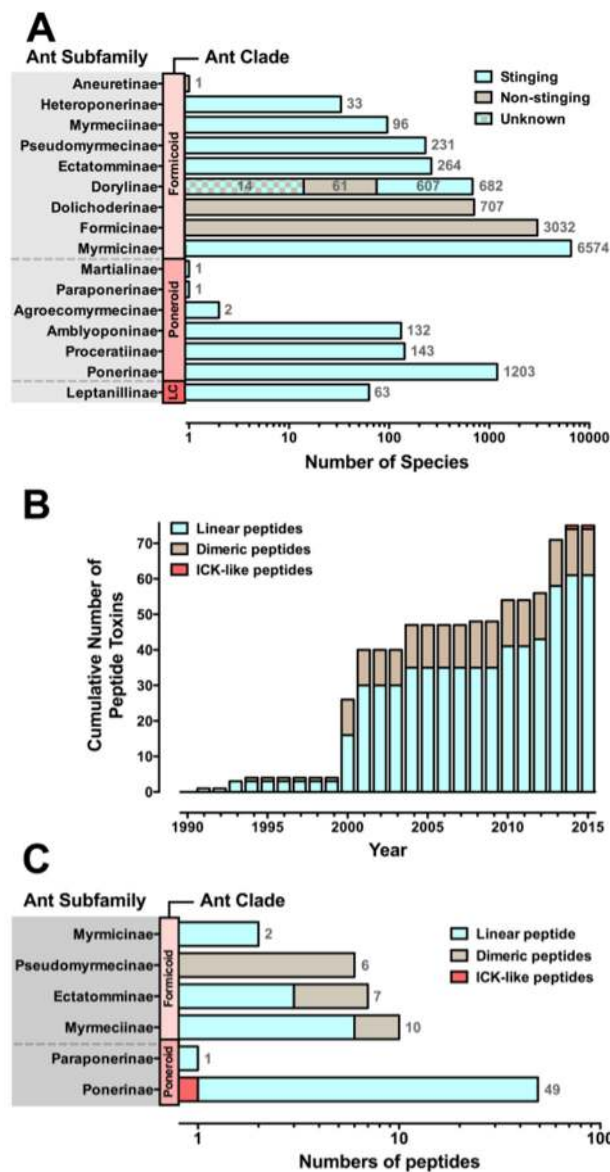 A
Ant Subfamily
Ant Clade
Aneuretinae
1
Heteroponerinae
33
Myrmeciinae
96
Pseudomyrmecinae
231
Ectatomminae
264
Dorylinae
14
61
607
682
Dolichoderinae
707
Formicinae
3032
Myrmicinae
6574
Martialinae
1
Paraponerinae
1
Agroecomyrmecinae
2
Amblyoponinae
132
Proceratiinae
143
Ponerinae
1203
Leptanillinae
63
Formicoid
Poneroid
LC
Stinging
Non-stinging
Unknown
1
10
100
1000
10000
Number of Species
B
Linear peptides
Dimeric peptides
ICK-like peptides
Cumulative Number of
Peptide Toxins
70
60
50
40
30
20
10
0
1990
1995
2000
2005
2010
2015
Year
C
Ant Subfamily
Ant Clade
Myrmicinae
2
Pseudomyrmecinae
6
Ectatomminae
7
Myrmeciinae
10
Paraponerinae
1
Ponerinae
49
Formicoid
Poneroid
Linear peptide
Dimeric peptides
ICK-like peptides
1
10
100
Numbers of peptides